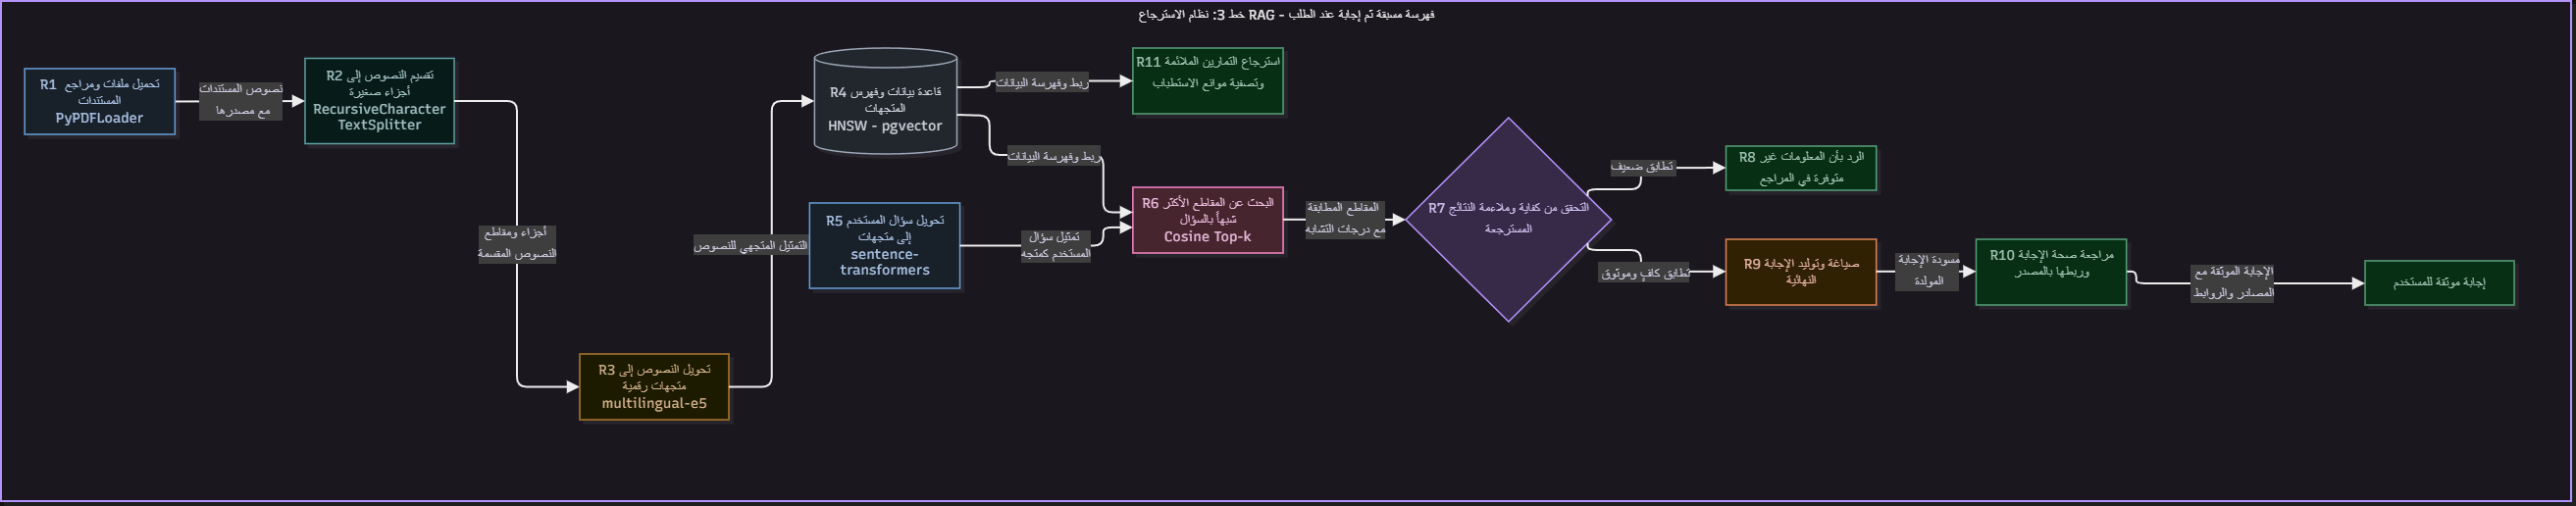 خط 3: نظام الاسترجاع RAG - فهرسة مسبقة ثم إجابة عند الطلب
R1 تحميل ملفات ومراجع
المستندات
PyPDFLoader
نصوص المستندات
مع مصدرها
R2 تقسيم النصوص إلى
أجزاء صغيرة
RecursiveCharacter
TextSplitter
أجزاء ومقاطع
النصوص المقسمة
R3 تحويل النصوص إلى
متجهات رقمية
multilingual-e5
التمثيل المتجهي للنصوص
R4 قاعدة بيانات وفهرس
المتجهات
HNSW - pgvector
ربط وفهرسة البيانات
R11 استرجاع التمارين الملائمة
وتصفية موانع الاستطباب
ربط وفهرسة البيانات
R5 تحويل سؤال المستخدم
إلى متجهات
sentence-
transformers
تمثيل سؤال
المستخدم كمتجه
R6 البحث عن المقاطع الأكثر
شبهاً بالسؤال
Cosine Top-k
المقاطع المطابقة
مع درجات التشابه
R7 التحقق من كفاية وملاءمة النتائج
المسترجعة
تطابق ضعيف
R8 الرد بأن المعلومات غير
متوفرة في المراجع
تطابق كافٍ وموثوق
R9 صياغة وتوليد الإجابة
النهائية
مسودة الإجابة
المولدة
R10 مراجعة صحة الإجابة
وربطها بالمصدر
الإجابة الموثقة مع
المصادر والروابط
إجابة موثقة للمستخدم